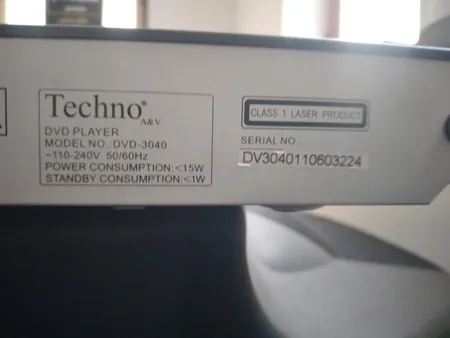 Techno®
A&V
DVD PLAYER
MODEL NO. DVD-3040
~110-240V 50/60Hz
POWER CONSUMPTION:<15W
STANDBY CONSUMPTION:<1W
CLASS 1 LASER PRODUCT
SERIAL NO.
DV3040110603224